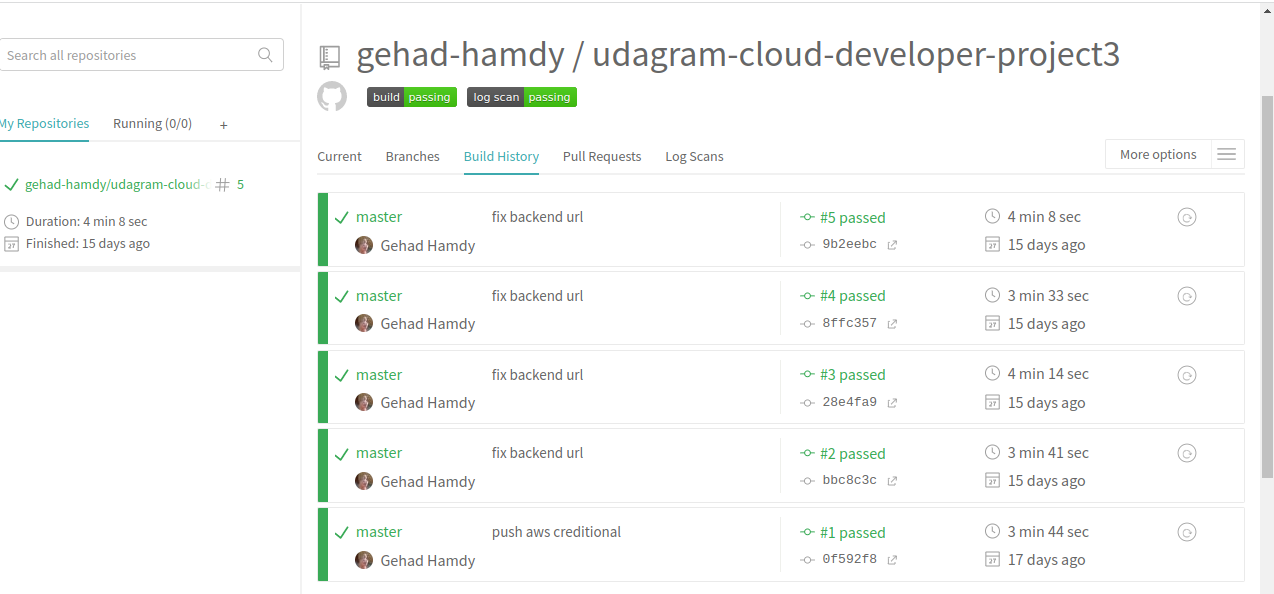 Search all repositories
My Repositories
Running (0/0)
+
gehad-hamdy/udagram-cloud- # 5
Duration: 4 min 8 sec
Finished: 15 days ago
gehad-hamdy / udagram-cloud-developer-project3
build passing log scan passing
Current Branches Build History Pull Requests Log Scans
More options
master fix backend url #5 passed 4 min 8 sec
Gehad Hamdy 9b2eebc 15 days ago
master fix backend url #4 passed 3 min 33 sec
Gehad Hamdy 8ffc357 15 days ago
master fix backend url #3 passed 4 min 14 sec
Gehad Hamdy 28e4fa9 15 days ago
master fix backend url #2 passed 3 min 41 sec
Gehad Hamdy bbc8c3c 15 days ago
master push aws creditional #1 passed 3 min 44 sec
Gehad Hamdy 0f592f8 17 days ago